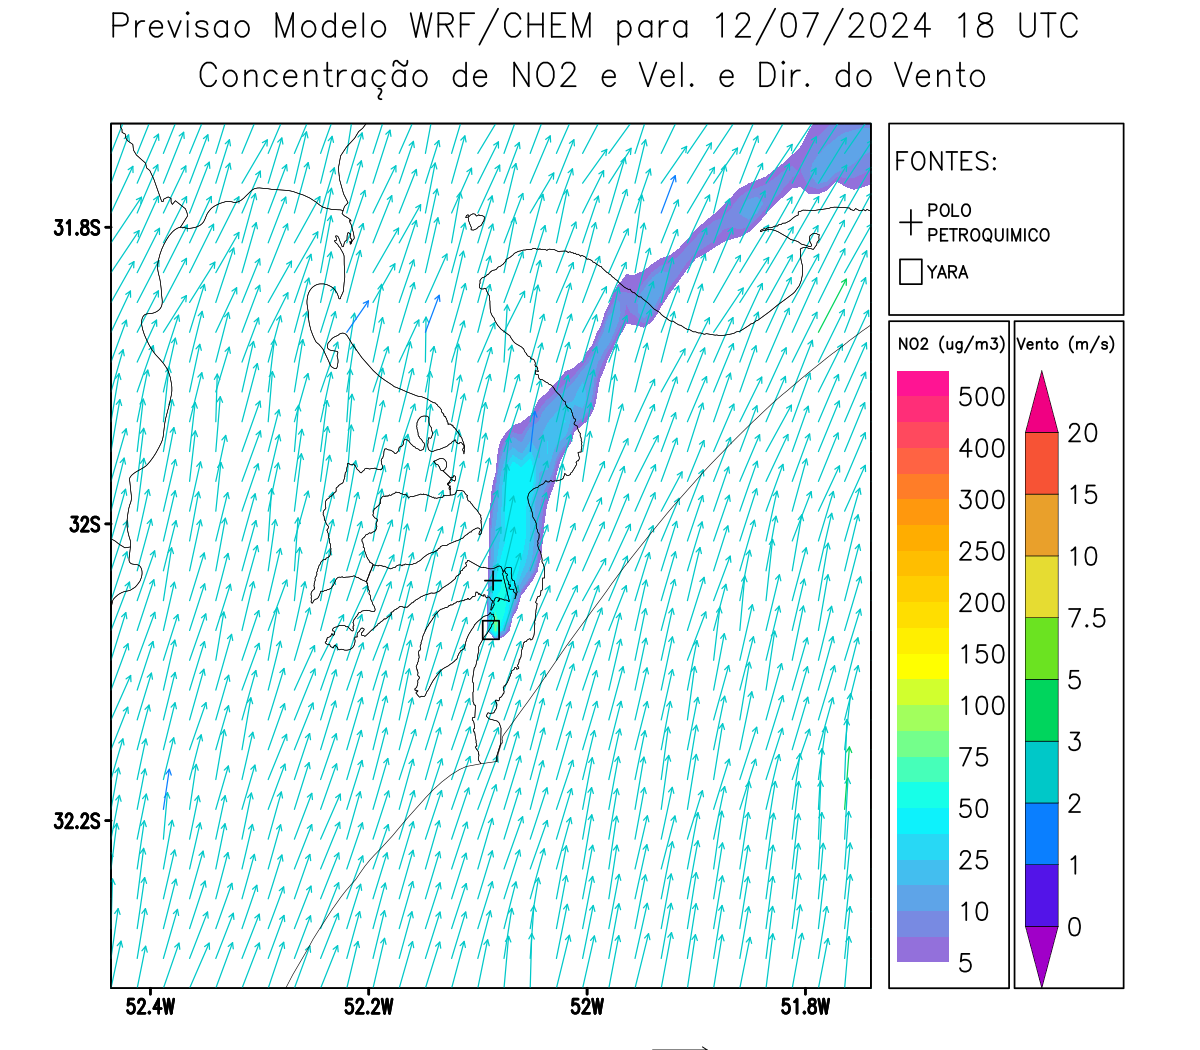 Previsao Modelo WRF/CHEM para 12/07/2024 18 UTC
Concentração de NO2 e Vel. e Dir. do Vento
FONTES:
POLO
PETROQUIMICO
YARA
31.8S
32S
32.2S
52.4W
52.2W
52W
51.8W
NO2 (ug/m3)
500
400
300
250
200
150
100
75
50
25
10
5
Vento (m/s)
20
15
10
7.5
5
3
2
1
0